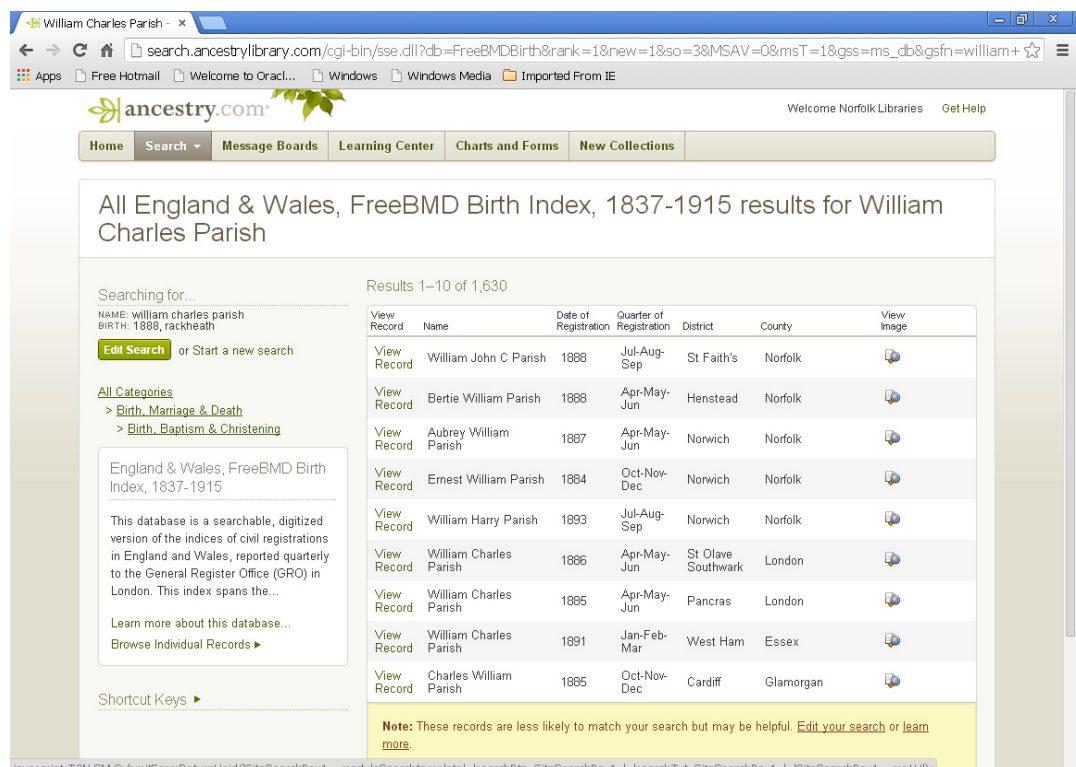 William Charles Parish - ×
search.ancestrylibrary.com/cgi-bin/sse.dll?db=FreeBMDBirth&rank=1&new=1&so=3&MSAV=0&msT=1&gss=ms_db&gsfn=william+
Apps Free Hotmail Welcome to Oracl... Windows Windows Media Imported From IE
ancestry.com
Welcome Norfolk Libraries Get Help
Home Search Message Boards Learning Center Charts and Forms New Collections
All England & Wales, FreeBMD Birth Index, 1837-1915 results for William
Charles Parish
Searching for...
NAME: william charles parish
BIRTH: 1888, rackheath
Edit Search or Start a new search
All Categories
> Birth, Marriage & Death
> Birth, Baptism & Christening
England & Wales, FreeBMD Birth
Index, 1837-1915
This database is a searchable, digitized
version of the indices of civil registrations
in England and Wales, reported quarterly
to the General Register Office (GRO) in
London. This index spans the...
Learn more about this database...
Browse Individual Records ▶
Shortcut Keys ▶
Results 1–10 of 1,630
View Record Name Date of Registration Quarter of Registration District County View Image
View Record William John C Parish 1888 Jul-Aug-Sep St Faith's Norfolk
View Record Bertie William Parish 1888 Apr-May-Jun Henstead Norfolk
View Record Aubrey William Parish 1887 Apr-May-Jun Norwich Norfolk
View Record Ernest William Parish 1884 Oct-Nov-Dec Norwich Norfolk
View Record William Harry Parish 1893 Jul-Aug-Sep Norwich Norfolk
View Record William Charles Parish 1886 Apr-May-Jun St Olave Southwark London
View Record William Charles Parish 1885 Apr-May-Jun Pancras London
View Record William Charles Parish 1891 Jan-Feb-Mar West Ham Essex
View Record Charles William Parish 1885 Oct-Nov-Dec Cardiff Glamorgan
Note: These records are less likely to match your search but may be helpful. Edit your search or learn
more.